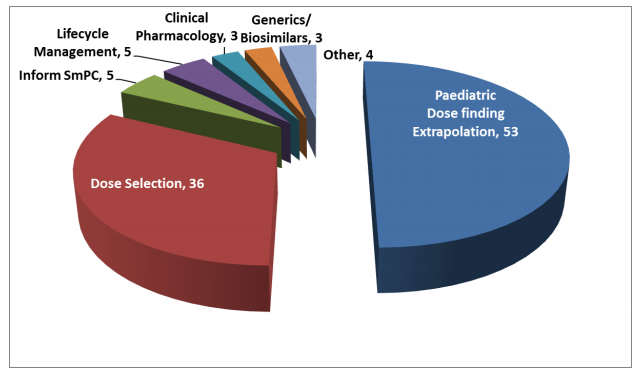 Clinical
Pharmacology, 3
Generics/
Biosimilars, 3
Lifecycle
Management, 5
Other, 4
Inform SmPC, 5
Paediatric
Dose finding
Extrapolation, 53
Dose Selection, 36